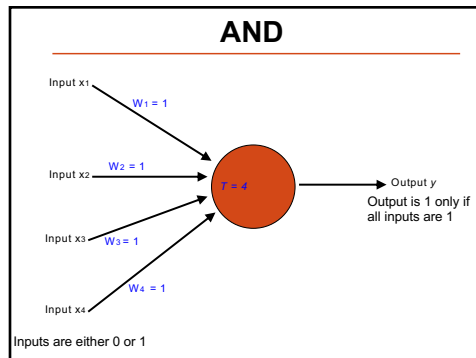 AND
Input x1
W1 = 1
Input x2
W2 = 1
T = 4
Output y
Output is 1 only if
all inputs are 1
Input x3
W3 = 1
W4 = 1
Input x4
Inputs are either 0 or 1